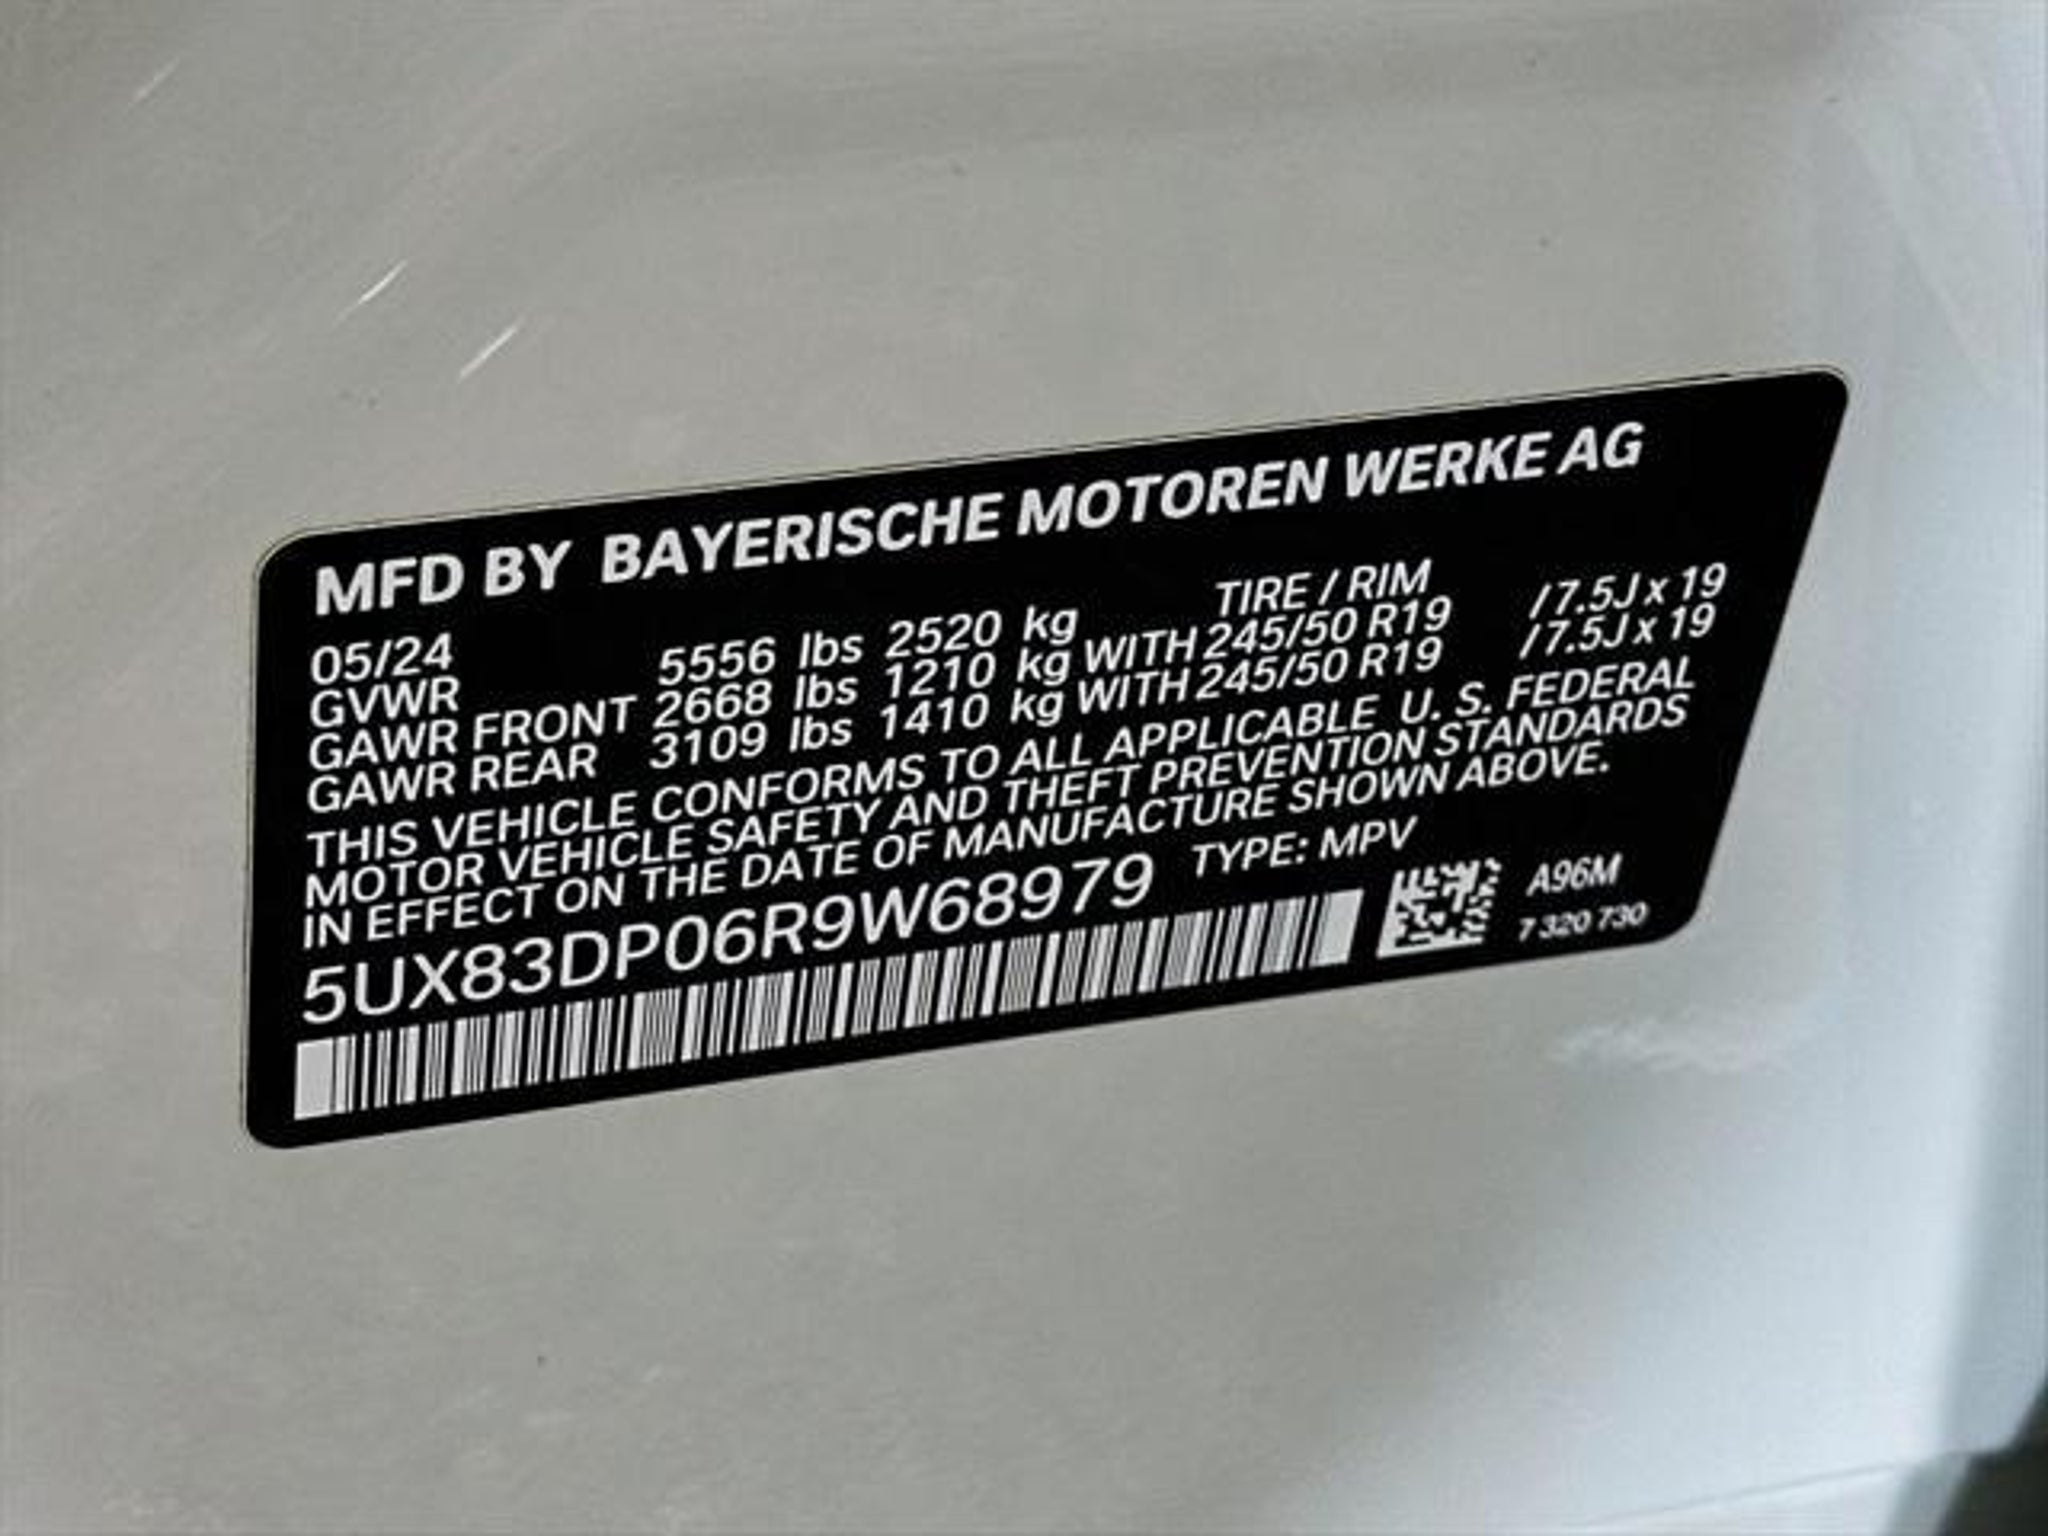 MFD BY BAYERISCHE MOTOREN WERKE AG
05/24 TIRE / RIM
GVWR 5556 lbs 2520 kg
GAWR FRONT 2668 lbs 1210 kg WITH 245/50 R19 / 7.5J x 19
GAWR REAR 3109 lbs 1410 kg WITH 245/50 R19 / 7.5J x 19
THIS VEHICLE CONFORMS TO ALL APPLICABLE U. S. FEDERAL
MOTOR VEHICLE SAFETY AND THEFT PREVENTION STANDARDS
IN EFFECT ON THE DATE OF MANUFACTURE SHOWN ABOVE.
5UX83DP06R9W68979 TYPE: MPV
A96M
7 320 730